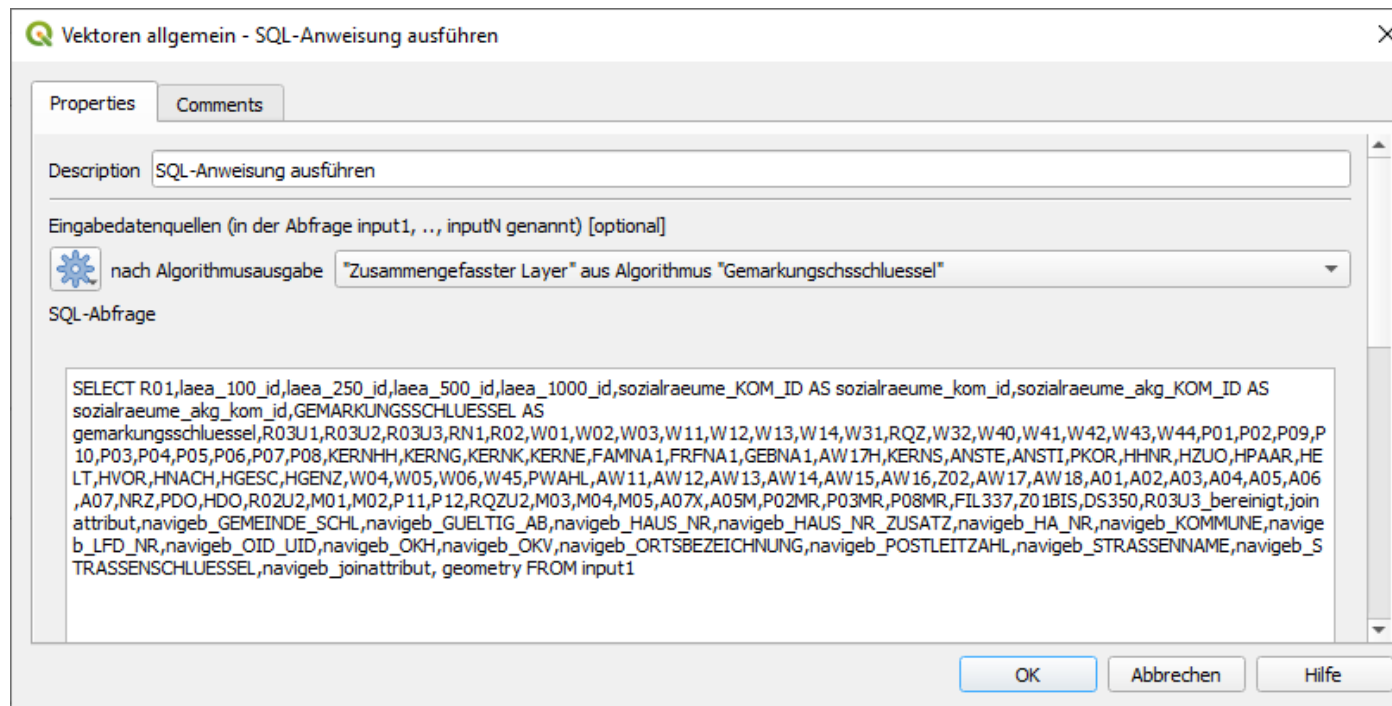 Vektoren allgemein - SQL-Anweisung ausführen
Properties
Comments
Description SQL-Anweisung ausführen
Eingabedatenquellen (in der Abfrage input1, .., inputN genannt) [optional]
nach Algorithmusausgabe "Zusammengefasster Layer" aus Algorithmus "Gemarkungschsschluessel"
SQL-Abfrage
SELECT R01,laea_100_id,laea_250_id,laea_500_id,laea_1000_id,sozialraeume_KOM_ID AS sozialraeume_kom_id,sozialraeume_akg_KOM_ID AS
sozialraeume_akg_kom_id,GEMARKUNGSSCHLUESSEL AS
gemarkungsschluessel,R03U1,R03U2,R03U3,RN1,R02,W01,W02,W03,W11,W12,W13,W14,W31,RQZ,W32,W40,W41,W42,W43,W44,P01,P02,P09,P
10,P03,P04,P05,P06,P07,P08,KERNHH,KERNG,KERNK,KERNE,FAMNA1,FRFNA1,GEBNA1,AW17H,KERNS,ANSTE,ANSTI,PKOR,HHNR,HZUO,HPAAR,HE
LT,HVOR,HNACH,HGESC,HGENZ,W04,W05,W06,W45,PWAHL,AW11,AW12,AW13,AW14,AW15,AW16,Z02,AW17,AW18,A01,A02,A03,A04,A05,A06
,A07,NRZ,PDO,HDO,R02U2,M01,M02,P11,P12,RQZU2,M03,M04,M05,A07X,A05M,P02MR,P03MR,P08MR,FIL337,Z01BIS,DS350,R03U3_bereinigt,join
attribut,navigeb_GEMEINDE_SCHL,navigeb_GUELTIG_AB,navigeb_HAUS_NR,navigeb_HAUS_NR_ZUSATZ,navigeb_HA_NR,navigeb_KOMMUNE,navige
b_LFD_NR,navigeb_OID_UID,navigeb_OKH,navigeb_OKV,navigeb_ORTSBEZEICHNUNG,navigeb_POSTLEITZAHL,navigeb_STRASSENNAME,navigeb_S
TRASSENSCHLUESSEL,navigeb_joinattribut, geometry FROM input1
OK
Abbrechen
Hilfe